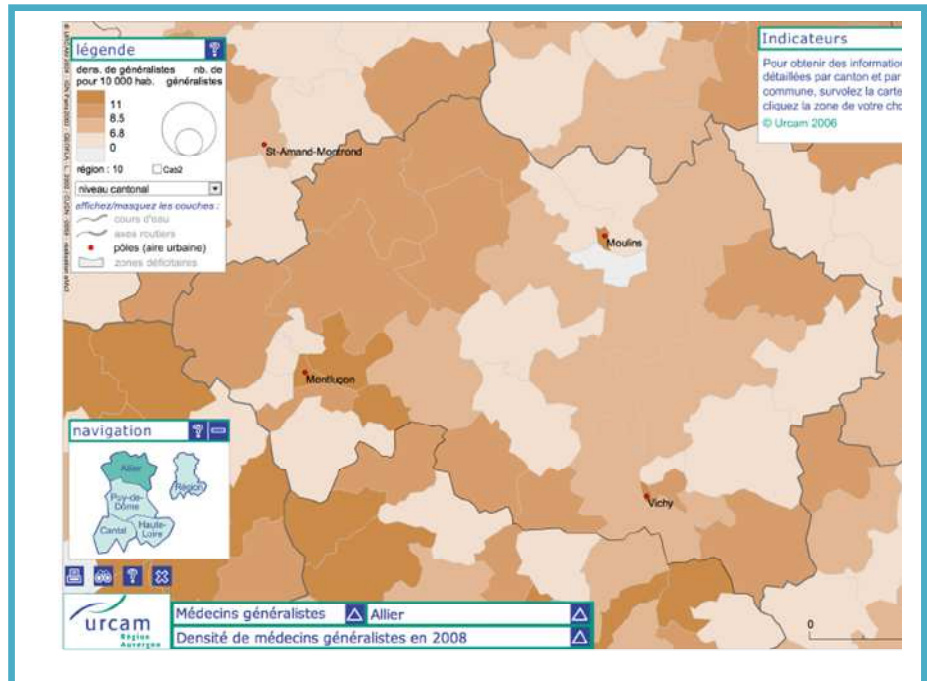 légende
?
dens. de généralistes
pour 10 000 hab.
nb. de
généralistes
11
8.5
6.8
0
région : 10
Cab2
niveau cantonal
affichez/masquez les couches :
cours d'eau
axes routiers
pôles (aire urbaine)
zones déficitaires
Indicateurs
Pour obtenir des information
détaillées par canton et par
commune, survolez la carte
cliquez la zone de votre cho
© Urcam 2006
St-Amand-Montrond
Moulins
Montluçon
Vichy
navigation
?
Allier
Région
Puy-de-
Dôme
Cantal
Haute-
Loire
?
urcam
Région
Auvergne
Médecins généralistes
Allier
Densité de médecins généralistes en 2008
0